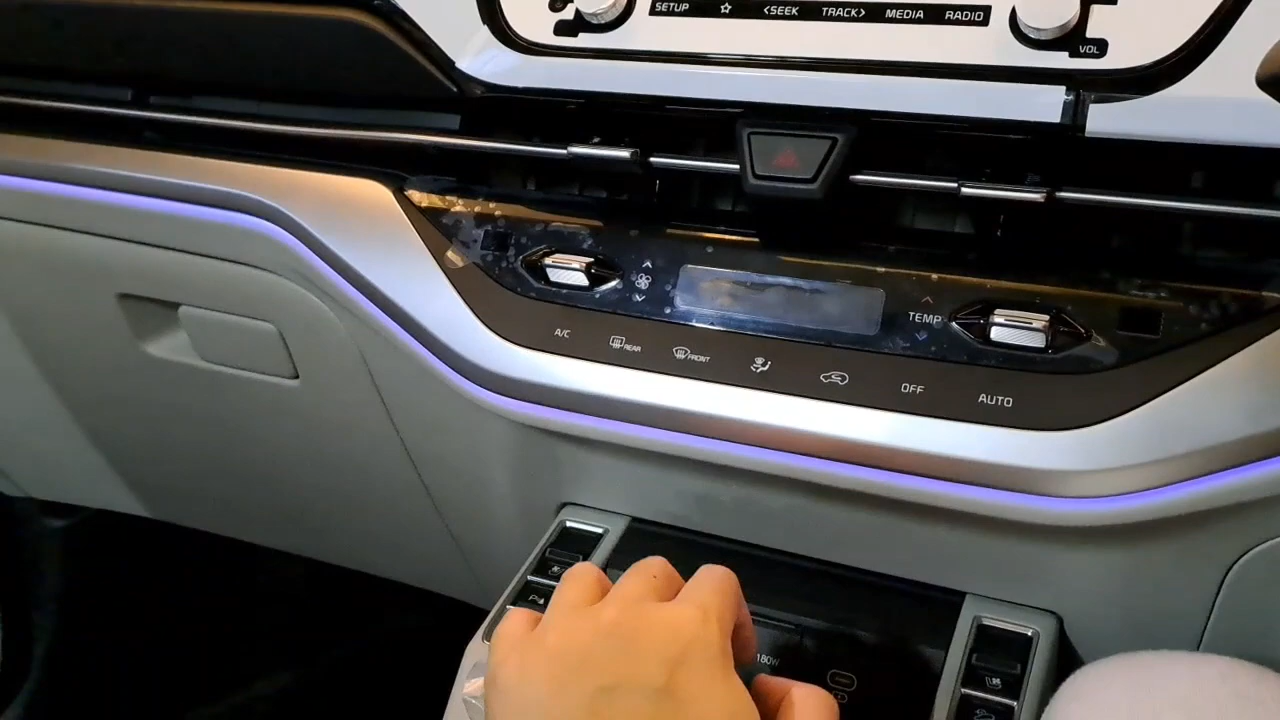 SETUP <SEEK TRACK> MEDIA RADIO
VOL
TEMP
A/C REAR FRONT OFF AUTO
P
180W